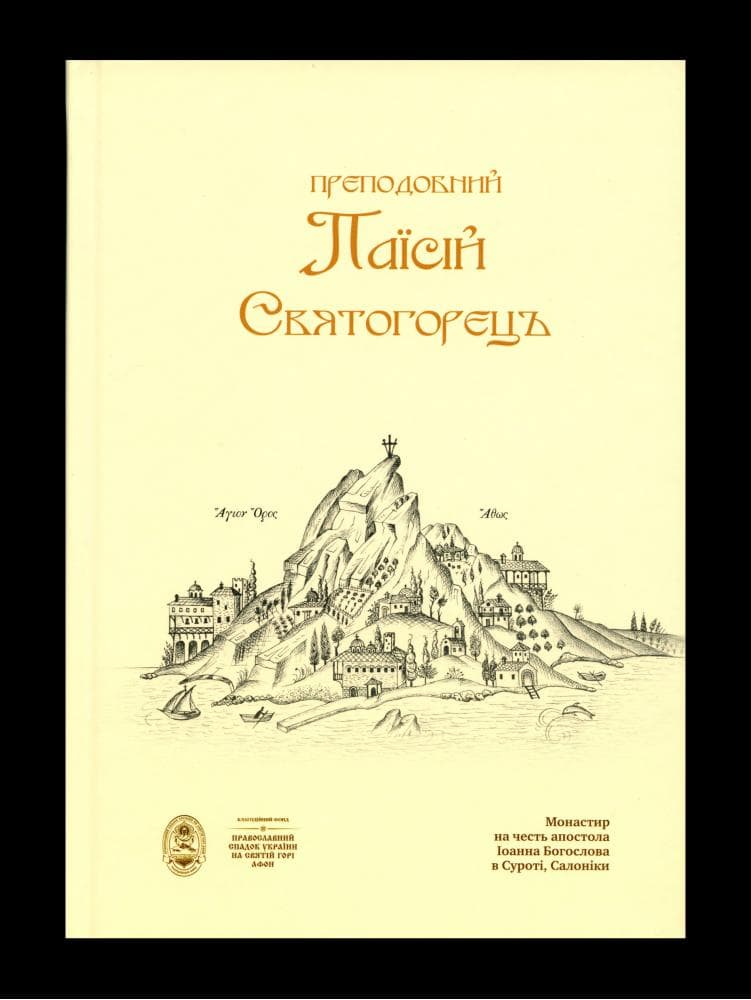 ПРЕПОДОБНИЙ
ПАЇСІЙ
СВЯТОГОРЕЦЪ
Ἅγιον Ὄρος
Ἄθως
БЛАГОДІЙНИЙ ФОНД
ПРАВОСЛАВНИЙ
СПАДОК УКРАЇНИ
НА СВЯТІЙ ГОРІ
АФОН
Монастир
на честь апостола
Іоанна Богослова
в Суроті, Салоніки